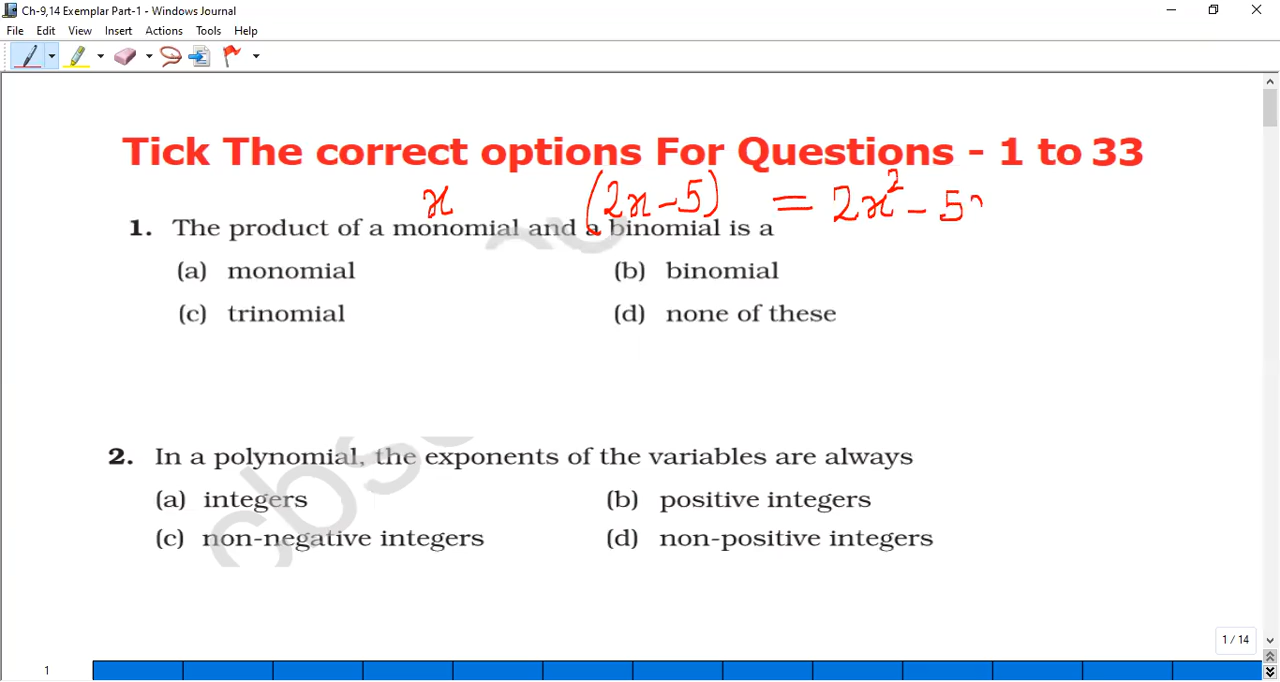 Ch-9,14 Exemplar Part-1 - Windows Journal
File Edit View Insert Actions Tools Help
Tick The correct options For Questions - 1 to 33
x (2x-5) = 2x² - 5
1. The product of a monomial and a binomial is a
(a) monomial (b) binomial
(c) trinomial (d) none of these
2. In a polynomial, the exponents of the variables are always
(a) integers (b) positive integers
(c) non-negative integers (d) non-positive integers
cbse
1 / 14
1